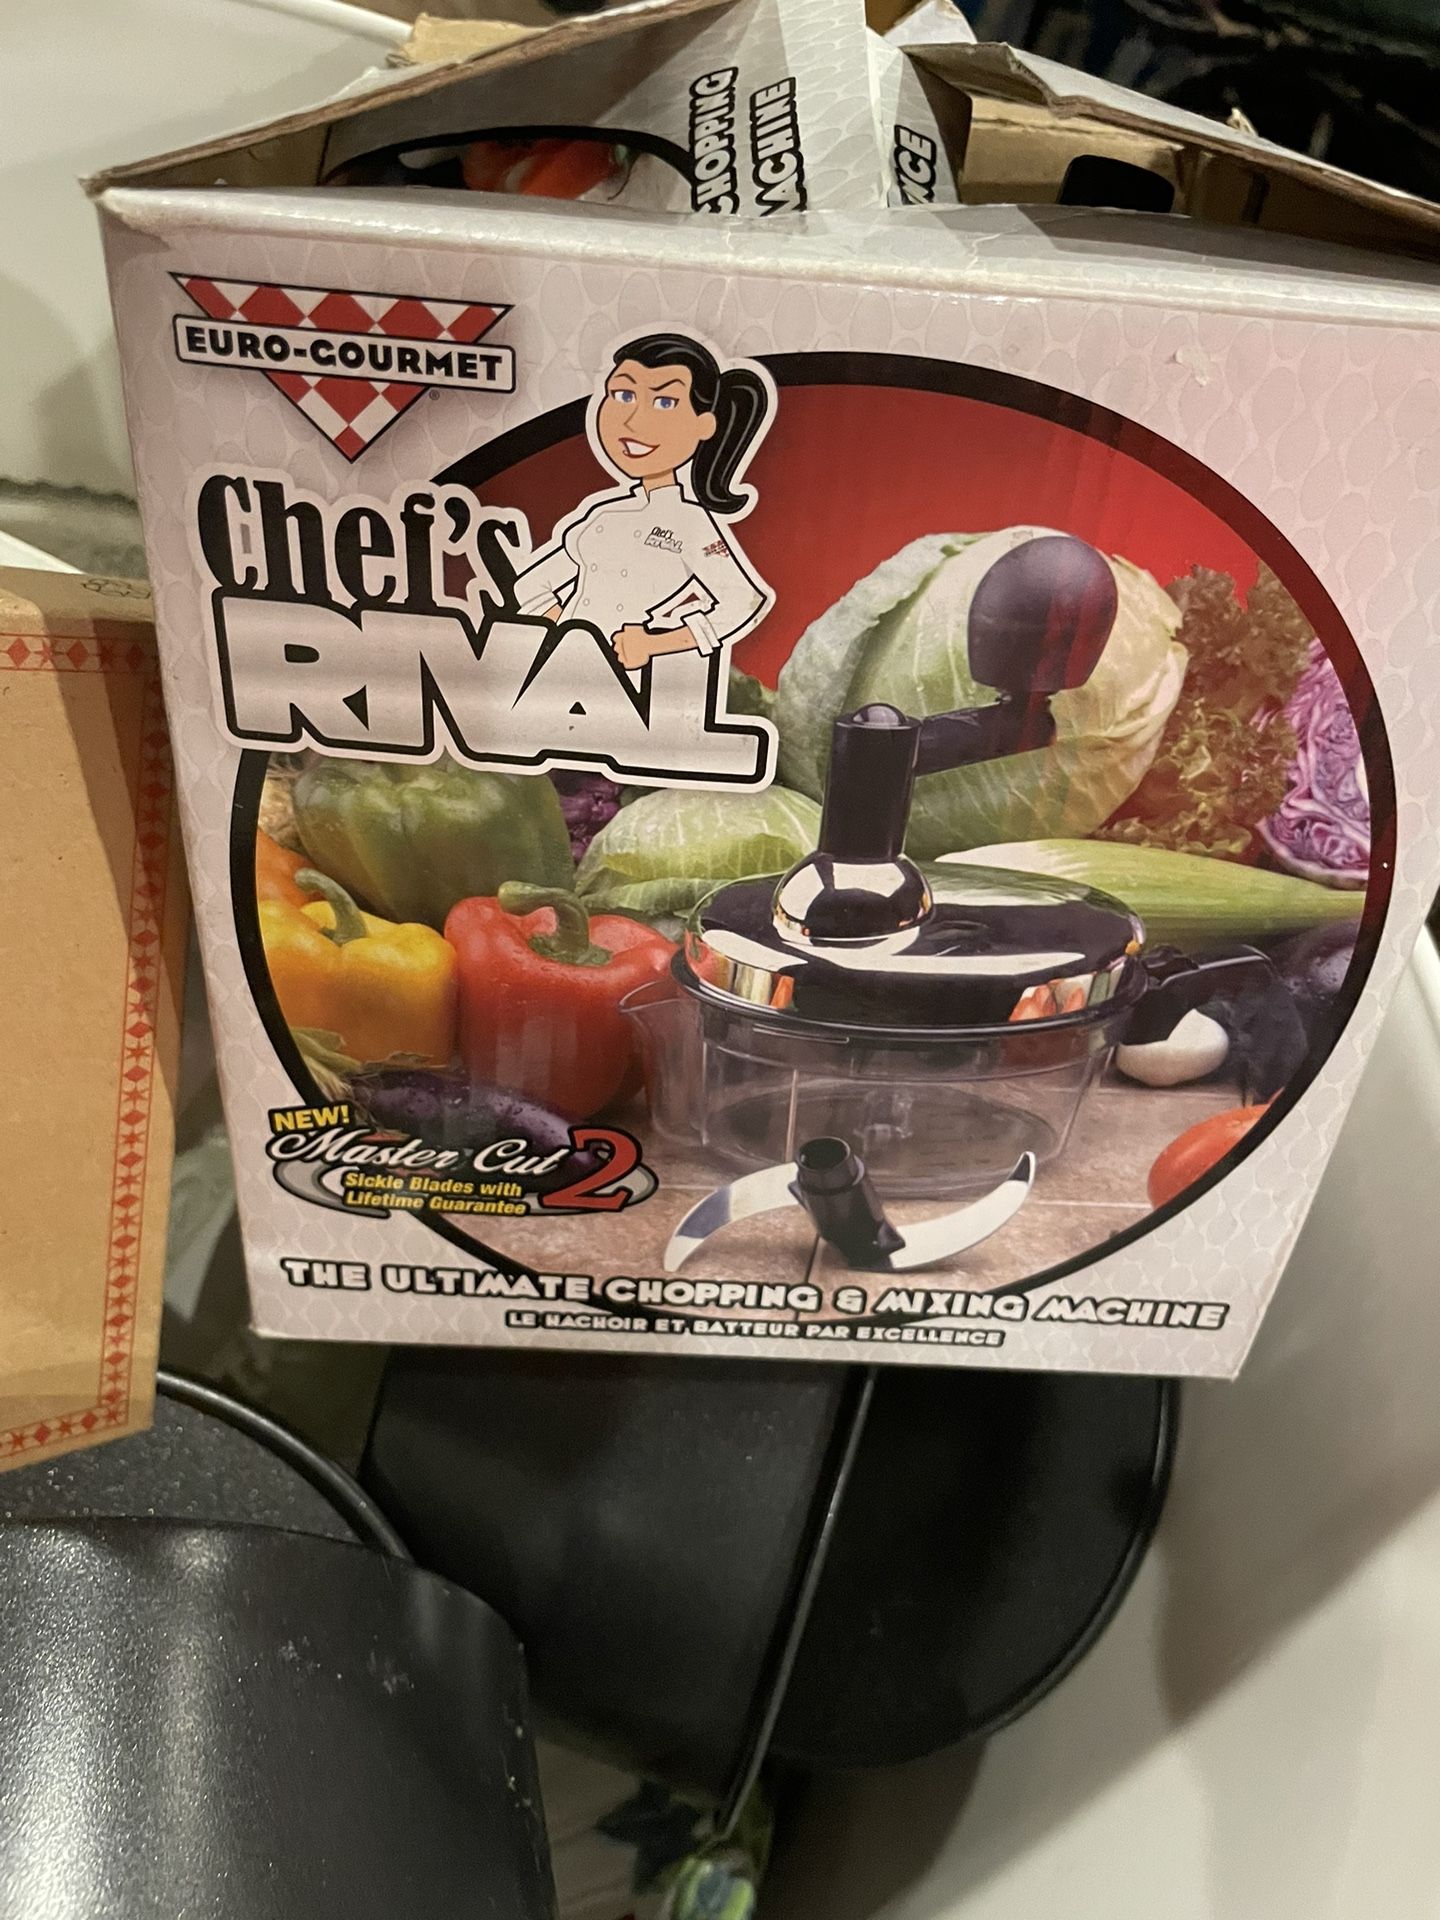 CHOPPING
MACHINE
EURO-GOURMET
®
Chef's
RIVAL
Chef's
RIVAL
NEW!
Master Cut 2
Sickle Blades with
Lifetime Guarantee
THE ULTIMATE CHOPPING & MIXING MACHINE
LE HACHOIR ET BATTEUR PAR EXCELLENCE